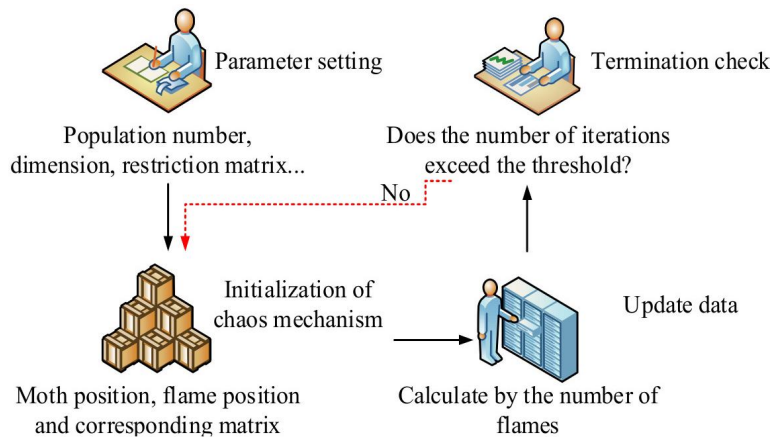 Parameter setting
Population number,
dimension, restriction matrix...
Termination check
Does the number of iterations
exceed the threshold?
No
Initialization of
chaos mechanism
Moth position, flame position
and corresponding matrix
Update data
Calculate by the number of
flames